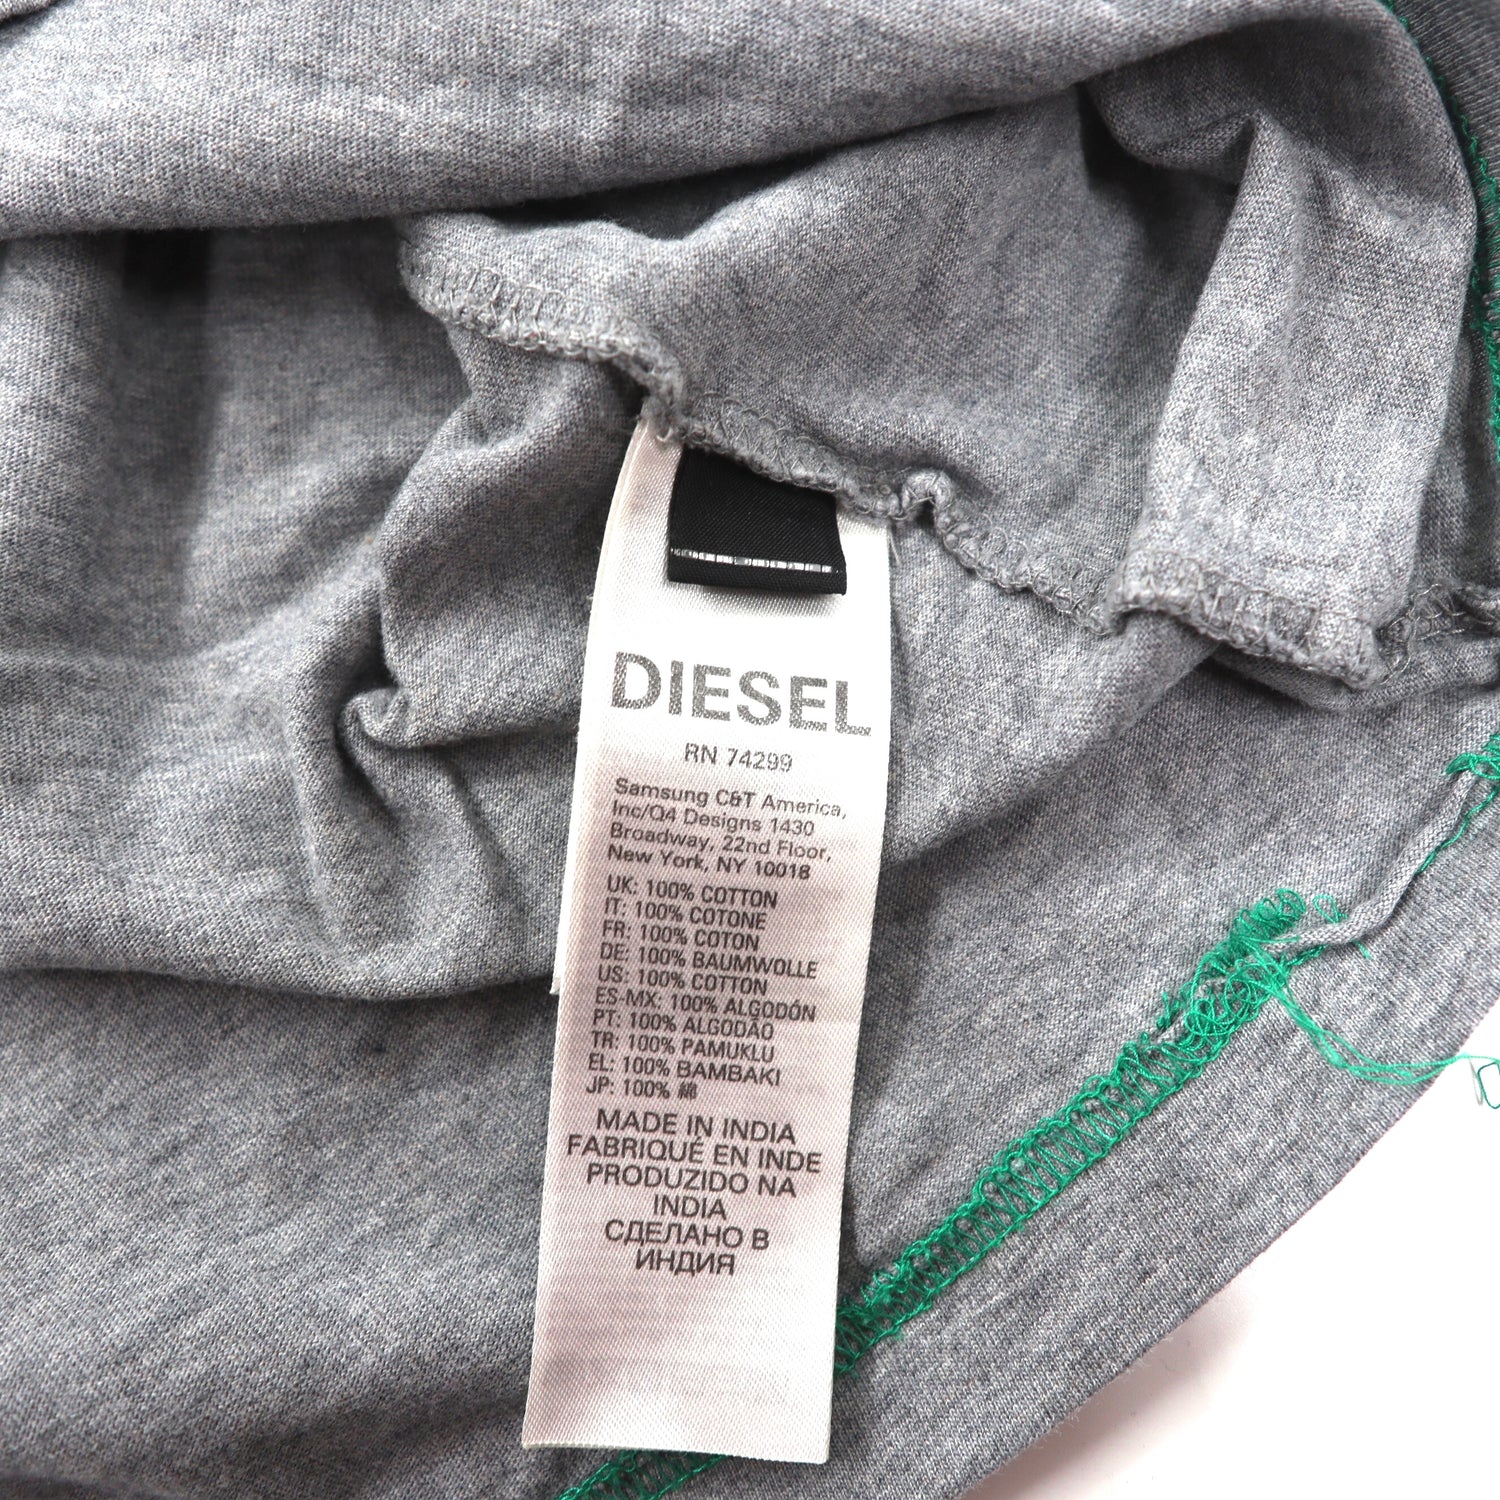 DIESEL
RN 74299
Samsung C&T America,
Inc/Q4 Designs 1430
Broadway, 22nd Floor,
New York, NY 10018
UK: 100% COTTON
IT: 100% COTONE
FR: 100% COTON
DE: 100% BAUMWOLLE
US: 100% COTTON
ES-MX: 100% ALGODÓN
PT: 100% ALGODÃO
TR: 100% PAMUKLU
EL: 100% BAMBAKI
JP: 100% 綿
MADE IN INDIA
FABRIQUÉ EN INDE
PRODUZIDO NA
INDIA
СДЕЛАНО В
ИНДИЯ